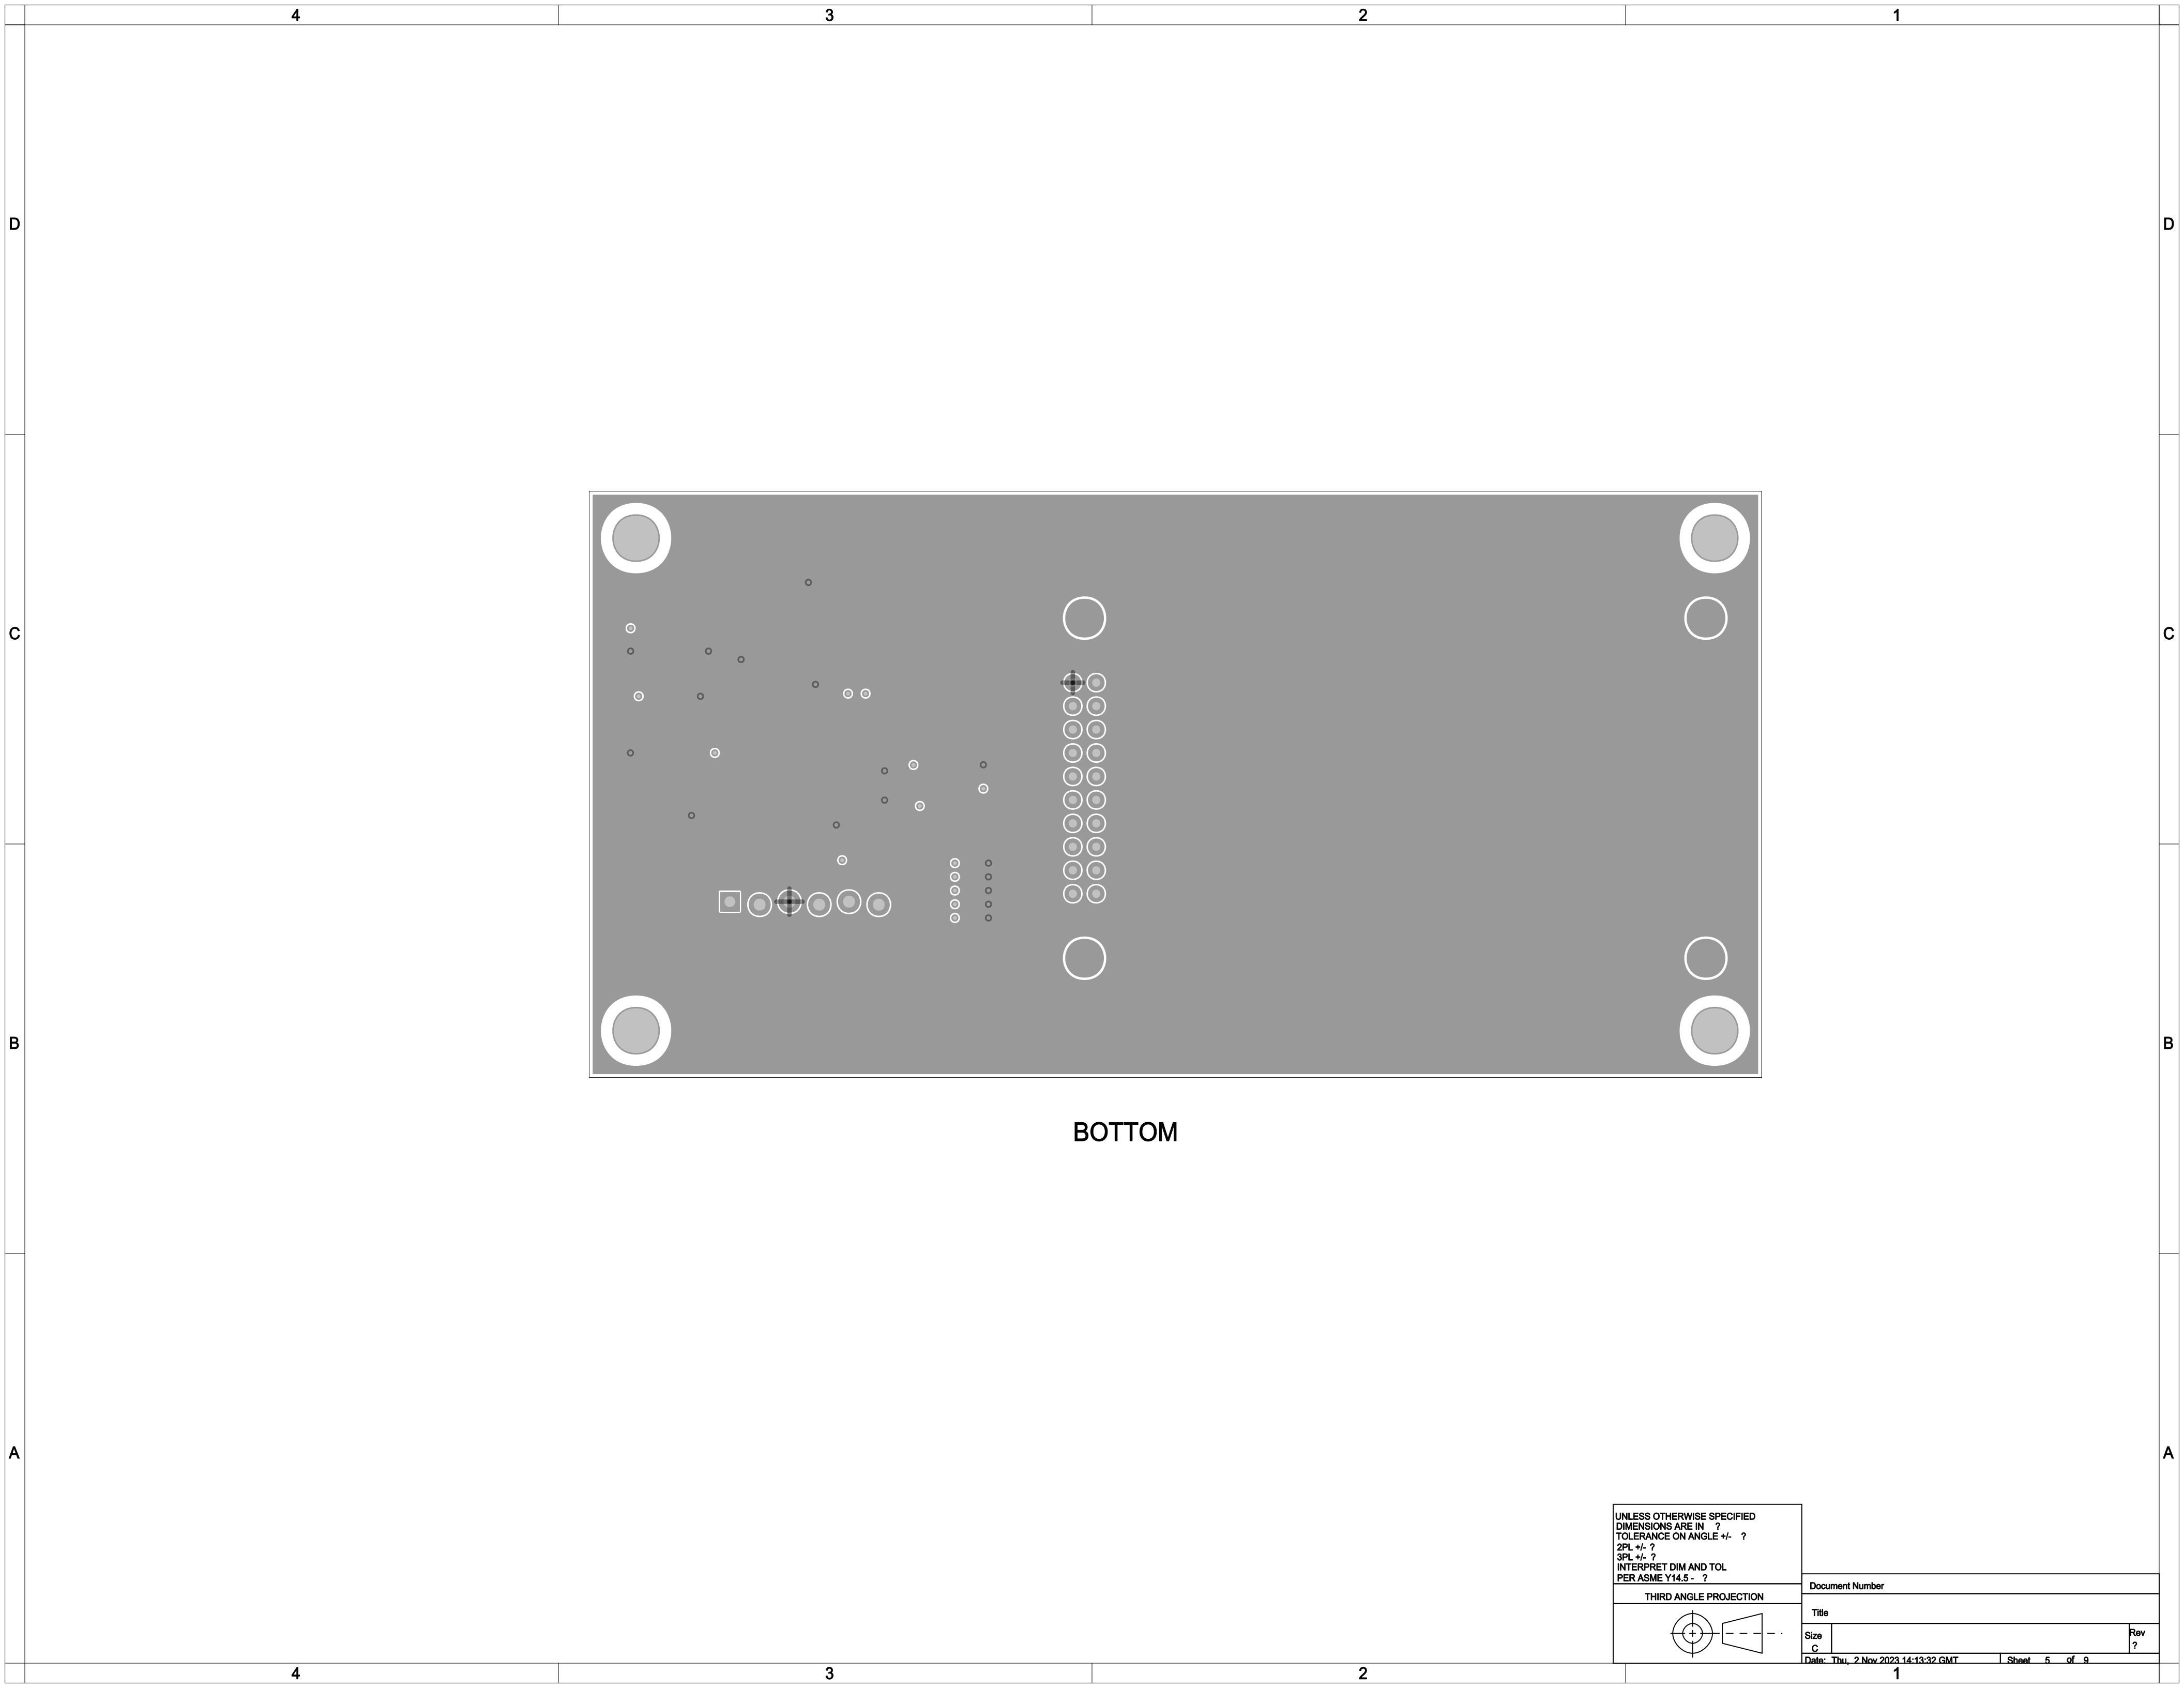 4 3 2 1
D D
C C
BOTTOM
B B
A A
UNLESS OTHERWISE SPECIFIED
DIMENSIONS ARE IN ?
TOLERANCE ON ANGLE +/- ?
2PL +/- ?
3PL +/- ?
INTERPRET DIM AND TOL
PER ASME Y14.5 - ?
THIRD ANGLE PROJECTION
Document Number
Title
Size
C
Rev
?
Date: Thu, 2 Nov 2023 14:13:32 GMT Sheet 5 of 9
4 3 2 1